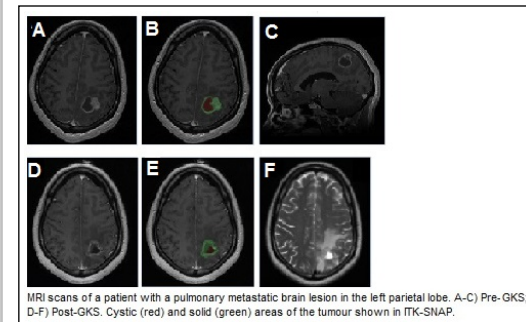 A
B
C
D
E
F
MRI scans of a patient with a pulmonary metastatic brain lesion in the left parietal lobe. A-C) Pre-GKS,
D-F) Post-GKS. Cystic (red) and solid (green) areas of the tumour shown in ITK-SNAP.